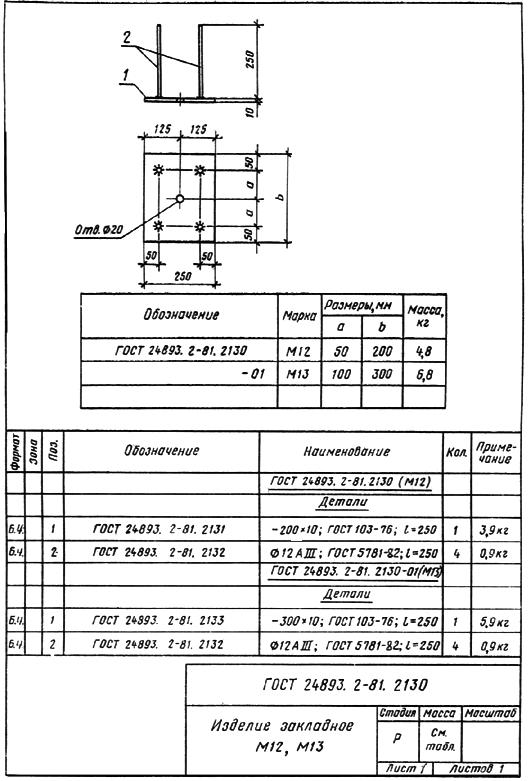 2
1
250
10
125 125
50
a
b
a
50
Отв. Ø20
50 50
250
Обозначение Марка Размеры, мм Масса, кг
a b
ГОСТ 24893. 2-81. 2130 М12 50 200 4,8
-01 М13 100 300 6,8
Формат Зона Поз. Обозначение Наименование Кол. Приме-
чание
ГОСТ 24893. 2-81. 2130 (М12)
Детали
Б.Ч. 1 ГОСТ 24893. 2-81. 2131 -200×10; ГОСТ 103-76; l=250 1 3,9кг
Б.Ч. 2 ГОСТ 24893. 2-81. 2132 Ø12АIII; ГОСТ 5781-82; l=250 4 0,9кг
ГОСТ 24893. 2-81. 2130-01(М13)
Детали
Б.Ч. 1 ГОСТ 24893. 2-81. 2133 -300×10; ГОСТ 103-76; l=250 1 5,9кг
Б.Ч. 2 ГОСТ 24893. 2-81. 2132 Ø12АIII; ГОСТ 5781-82; l=250 4 0,9кг
ГОСТ 24893. 2-81. 2130
Изделие закладное
М12, М13
Стадия Масса Масштаб
Р См.
табл.
Лист 1 Листов 1